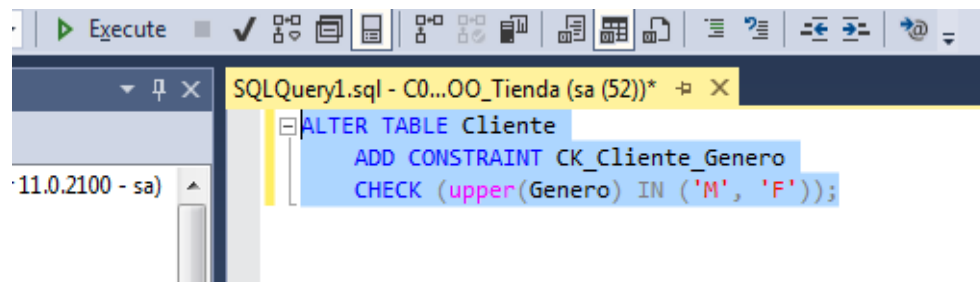 Execute
SQLQuery1.sql - C0...OO_Tienda (sa (52))*
ALTER TABLE Cliente
ADD CONSTRAINT CK_Cliente_Genero
11.0.2100 - sa)
CHECK (upper(Genero) IN ('M', 'F'));